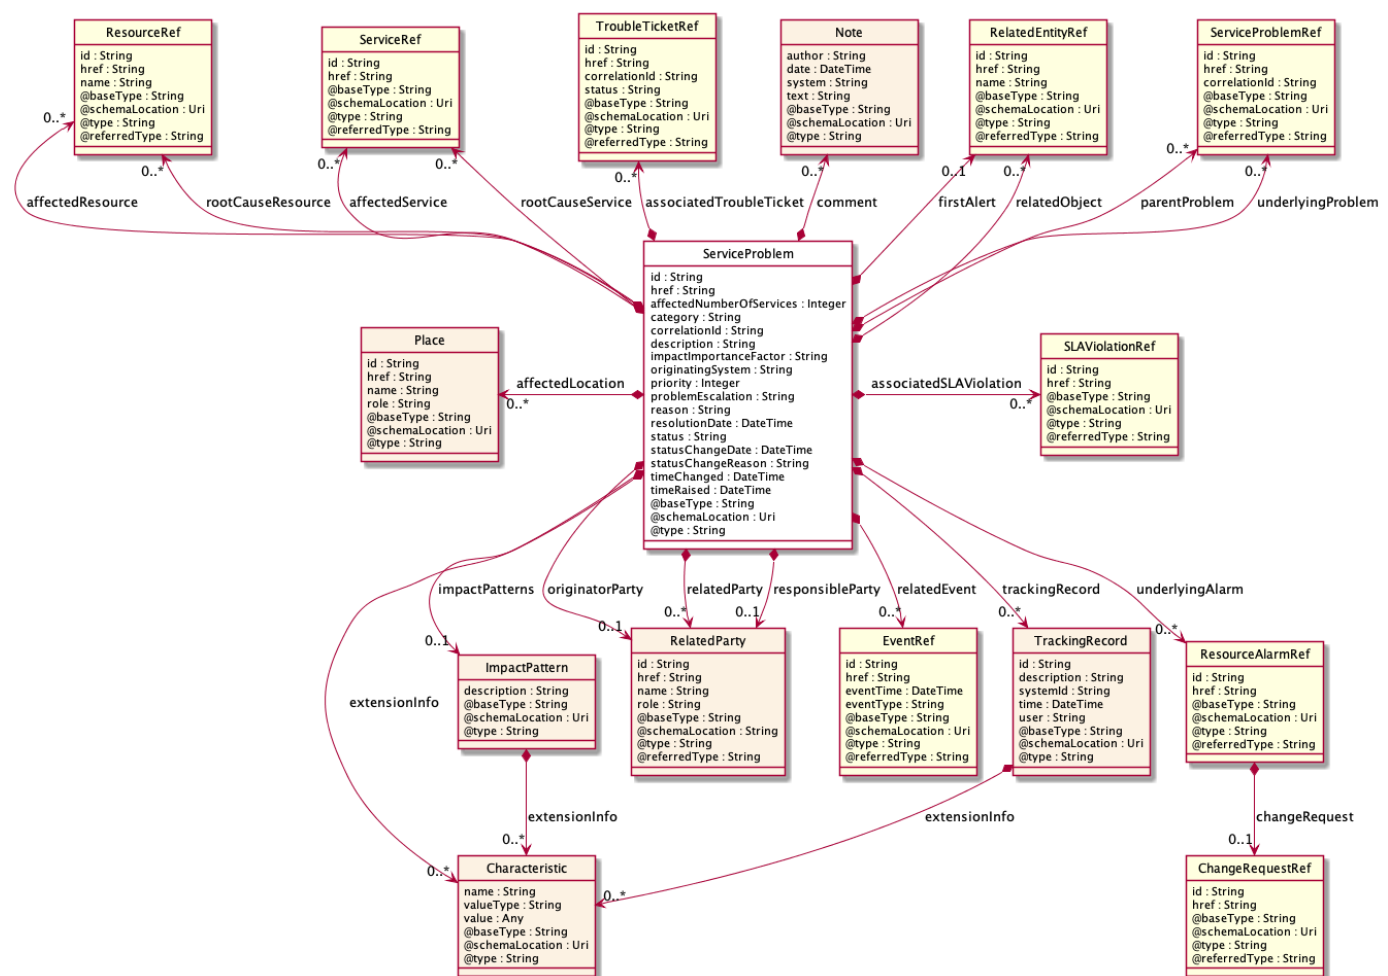 ResourceRef
id : String
href : String
name : String
@baseType : String
@schemaLocation : Uri
@type : String
@referredType : String
ServiceRef
id : String
href : String
@baseType : String
@schemaLocation : Uri
@type : String
@referredType : String
TroubleTicketRef
id : String
href : String
correlationId : String
status : String
@baseType : String
@schemaLocation : Uri
@type : String
@referredType : String
Note
author : String
date : DateTime
system : String
text : String
@baseType : String
@schemaLocation : Uri
@type : String
RelatedEntityRef
id : String
href : String
name : String
@baseType : String
@schemaLocation : Uri
@type : String
@referredType : String
ServiceProblemRef
id : String
href : String
correlationId : String
@baseType : String
@schemaLocation : Uri
@type : String
@referredType : String
0..*
0..*
0..*
0..*
0..*
0..*
0..1
0..*
0..*
0..*
affectedResource
rootCauseResource
affectedService
rootCauseService
associatedTroubleTicket
comment
firstAlert
relatedObject
parentProblem
underlyingProblem
ServiceProblem
id : String
href : String
affectedNumberOfServices : Integer
category : String
correlationId : String
description : String
impactImportanceFactor : String
originatingSystem : String
priority : Integer
problemEscalation : String
reason : String
resolutionDate : DateTime
status : String
statusChangeDate : DateTime
statusChangeReason : String
timeChanged : DateTime
timeRaised : DateTime
@baseType : String
@schemaLocation : Uri
@type : String
Place
id : String
href : String
name : String
role : String
@baseType : String
@schemaLocation : Uri
@type : String
affectedLocation
0..*
associatedSLAViolation
0..*
SLAViolationRef
id : String
href : String
@baseType : String
@schemaLocation : Uri
@type : String
@referredType : String
impactPatterns
originatorParty
relatedParty
responsibleParty
relatedEvent
trackingRecord
underlyingAlarm
0..1
0..1
0..*
0..1
0..*
0..*
0..*
extensionInfo
ImpactPattern
description : String
@baseType : String
@schemaLocation : Uri
@type : String
RelatedParty
id : String
href : String
name : String
role : String
@baseType : String
@schemaLocation : String
@type : String
@referredType : String
EventRef
id : String
href : String
eventTime : DateTime
eventType : String
@baseType : String
@schemaLocation : Uri
@type : String
@referredType : String
TrackingRecord
id : String
description : String
systemId : String
time : DateTime
user : String
@baseType : String
@schemaLocation : Uri
@type : String
ResourceAlarmRef
id : String
href : String
@baseType : String
@schemaLocation : Uri
@type : String
@referredType : String
extensionInfo
extensionInfo
changeRequest
0..*
0..*
0..*
0..1
Characteristic
name : String
valueType : String
value : Any
@baseType : String
@schemaLocation : Uri
@type : String
ChangeRequestRef
id : String
href : String
@baseType : String
@schemaLocation : Uri
@type : String
@referredType : String